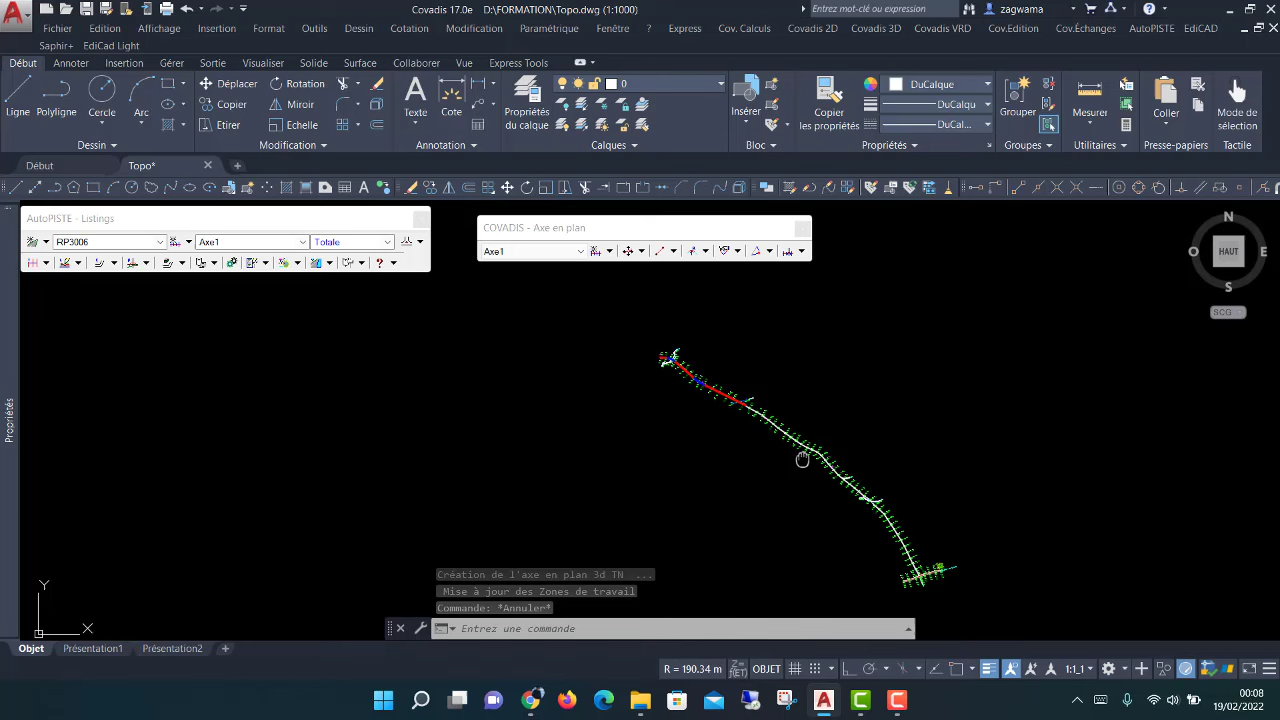 Covadis 17.0e D:\FORMATION\Topo.dwg (1:1000)
Entrez mot-clé ou expression
zagwama
Fichier Edition Affichage Insertion Format Outils Dessin Cotation Modification Paramétrique Fenêtre ? Express Cov. Calculs Covadis 2D Covadis 3D Cov.Echanges AutoPISTE EdiCAD
Saphir+ EdiCad Light
Début Annoter Insertion Gérer Sortie Visualiser Solide Surface Collaborer Vue Express Tools
Ligne Polyligne Cercle Arc
Déplacer Rotation
Copier Miroir
Etirer Echelle
Texte Cotation
Propriétés du calque
0
Insérer
Copier les propriétés
DuCalque
DuCalqu
DuCal...
Grouper
Mesurer
Coller
Mode de sélection
Dessin Modification Annotation Calques Bloc Propriétés Groupes Utilitaires Presse-papiers Tactile
Début Topo*
AutoPISTE - Listings
RP3006 Axe1 Totale
COVADIS - Axe en plan
Axe1
N
O HAUT E
S
SCG
Propriétés
Y
X
Création de l'axe en plan 3d TN ...
Mise à jour des Zones de travail
Commande: *Annuler*
Entrez une commande
Objet Présentation1 Présentation2
R = 190.34 m OBJET 1:1
00:08
19/02/2022